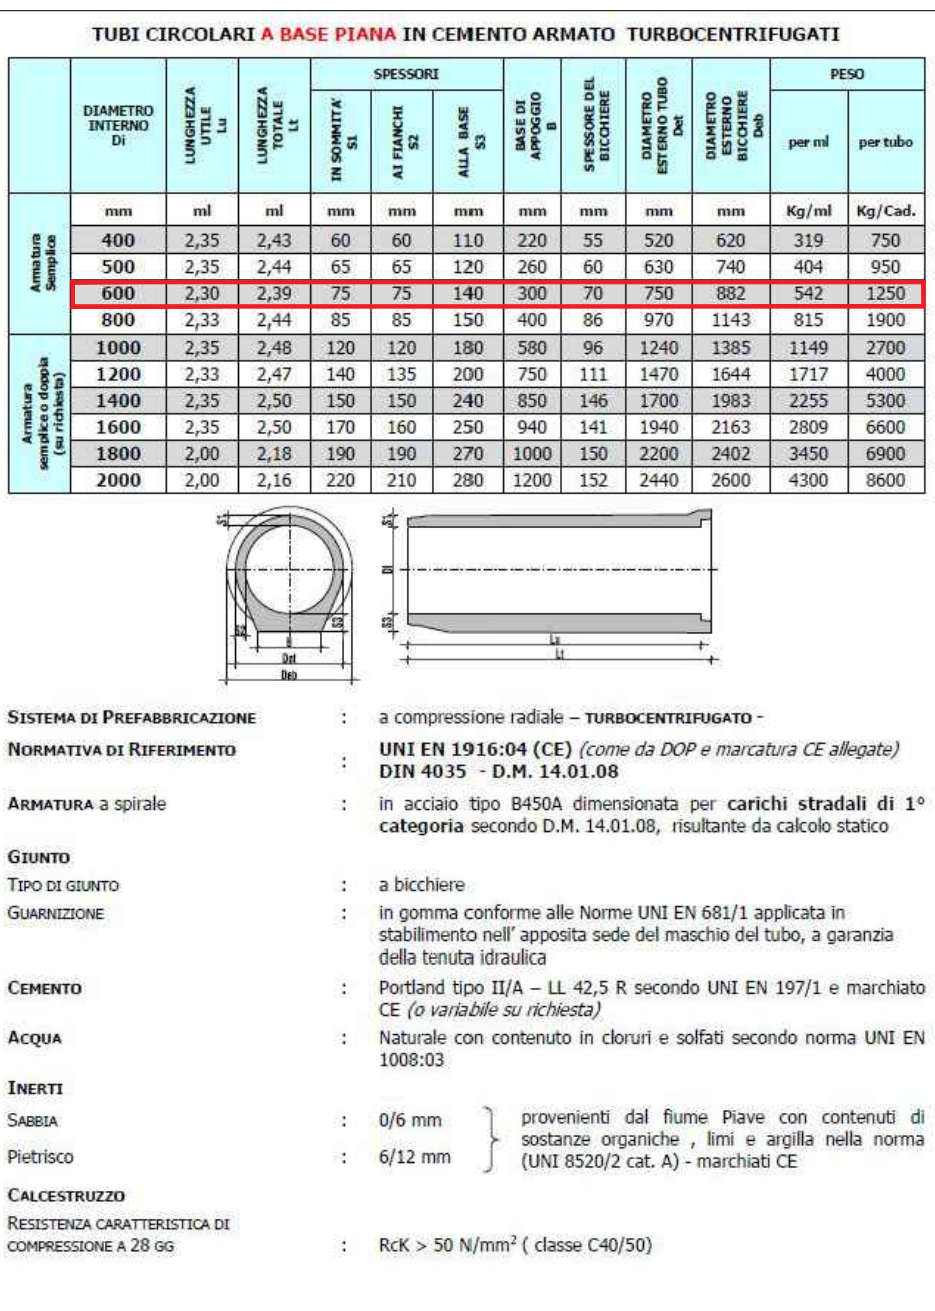 TUBI CIRCOLARI A BASE PIANA IN CEMENTO ARMATO TURBOCENTRIFUGATI
DIAMETRO INTERNO Di | LUNGHEZZA UTILE Lu | LUNGHEZZA TOTALE Lt | SPESSORI | BASE DI APPOGGIO B | SPESSORE DEL BICCHIERE | DIAMETRO ESTERNO TUBO Det | DIAMETRO ESTERNO BICCHIERE Deb | PESO
IN SOMMITA' S1 | AI FIANCHI S2 | ALLA BASE S3 | per ml | per tubo
mm | ml | ml | mm | mm | mm | mm | mm | mm | mm | Kg/ml | Kg/Cad.
Armatura Semplice
400 | 2,35 | 2,43 | 60 | 60 | 110 | 220 | 55 | 520 | 620 | 319 | 750
500 | 2,35 | 2,44 | 65 | 65 | 120 | 260 | 60 | 630 | 740 | 404 | 950
600 | 2,30 | 2,39 | 75 | 75 | 140 | 300 | 70 | 750 | 882 | 542 | 1250
800 | 2,33 | 2,44 | 85 | 85 | 150 | 400 | 86 | 970 | 1143 | 815 | 1900
Armatura semplice o doppia (su richiesta)
1000 | 2,35 | 2,48 | 120 | 120 | 180 | 580 | 96 | 1240 | 1385 | 1149 | 2700
1200 | 2,33 | 2,47 | 140 | 135 | 200 | 750 | 111 | 1470 | 1644 | 1717 | 4000
1400 | 2,35 | 2,50 | 150 | 150 | 240 | 850 | 146 | 1700 | 1983 | 2255 | 5300
1600 | 2,35 | 2,50 | 170 | 160 | 250 | 940 | 141 | 1940 | 2163 | 2809 | 6600
1800 | 2,00 | 2,18 | 190 | 190 | 270 | 1000 | 150 | 2200 | 2402 | 3450 | 6900
2000 | 2,00 | 2,16 | 220 | 210 | 280 | 1200 | 152 | 2440 | 2600 | 4300 | 8600
S1
S2
S3
B
Det
Deb
S1
Di
S3
Lu
Lt
SISTEMA DI PREFABBRICAZIONE : a compressione radiale – TURBOCENTRIFUGATO -
NORMATIVA DI RIFERIMENTO : UNI EN 1916:04 (CE) (come da DOP e marcatura CE allegate)
DIN 4035 - D.M. 14.01.08
ARMATURA a spirale : in acciaio tipo B450A dimensionata per carichi stradali di 1°
categoria secondo D.M. 14.01.08, risultante da calcolo statico
GIUNTO
TIPO DI GIUNTO : a bicchiere
GUARNIZIONE : in gomma conforme alle Norme UNI EN 681/1 applicata in
stabilimento nell' apposita sede del maschio del tubo, a garanzia
della tenuta idraulica
CEMENTO : Portland tipo II/A – LL 42,5 R secondo UNI EN 197/1 e marchiato
CE (o variabile su richiesta)
ACQUA : Naturale con contenuto in cloruri e solfati secondo norma UNI EN
1008:03
INERTI
SABBIA : 0/6 mm
Pietrisco : 6/12 mm
provenienti dal fiume Piave con contenuti di
sostanze organiche , limi e argilla nella norma
(UNI 8520/2 cat. A) - marchiati CE
CALCESTRUZZO
RESISTENZA CARATTERISTICA DI
COMPRESSIONE A 28 GG : RcK > 50 N/mm² ( classe C40/50)